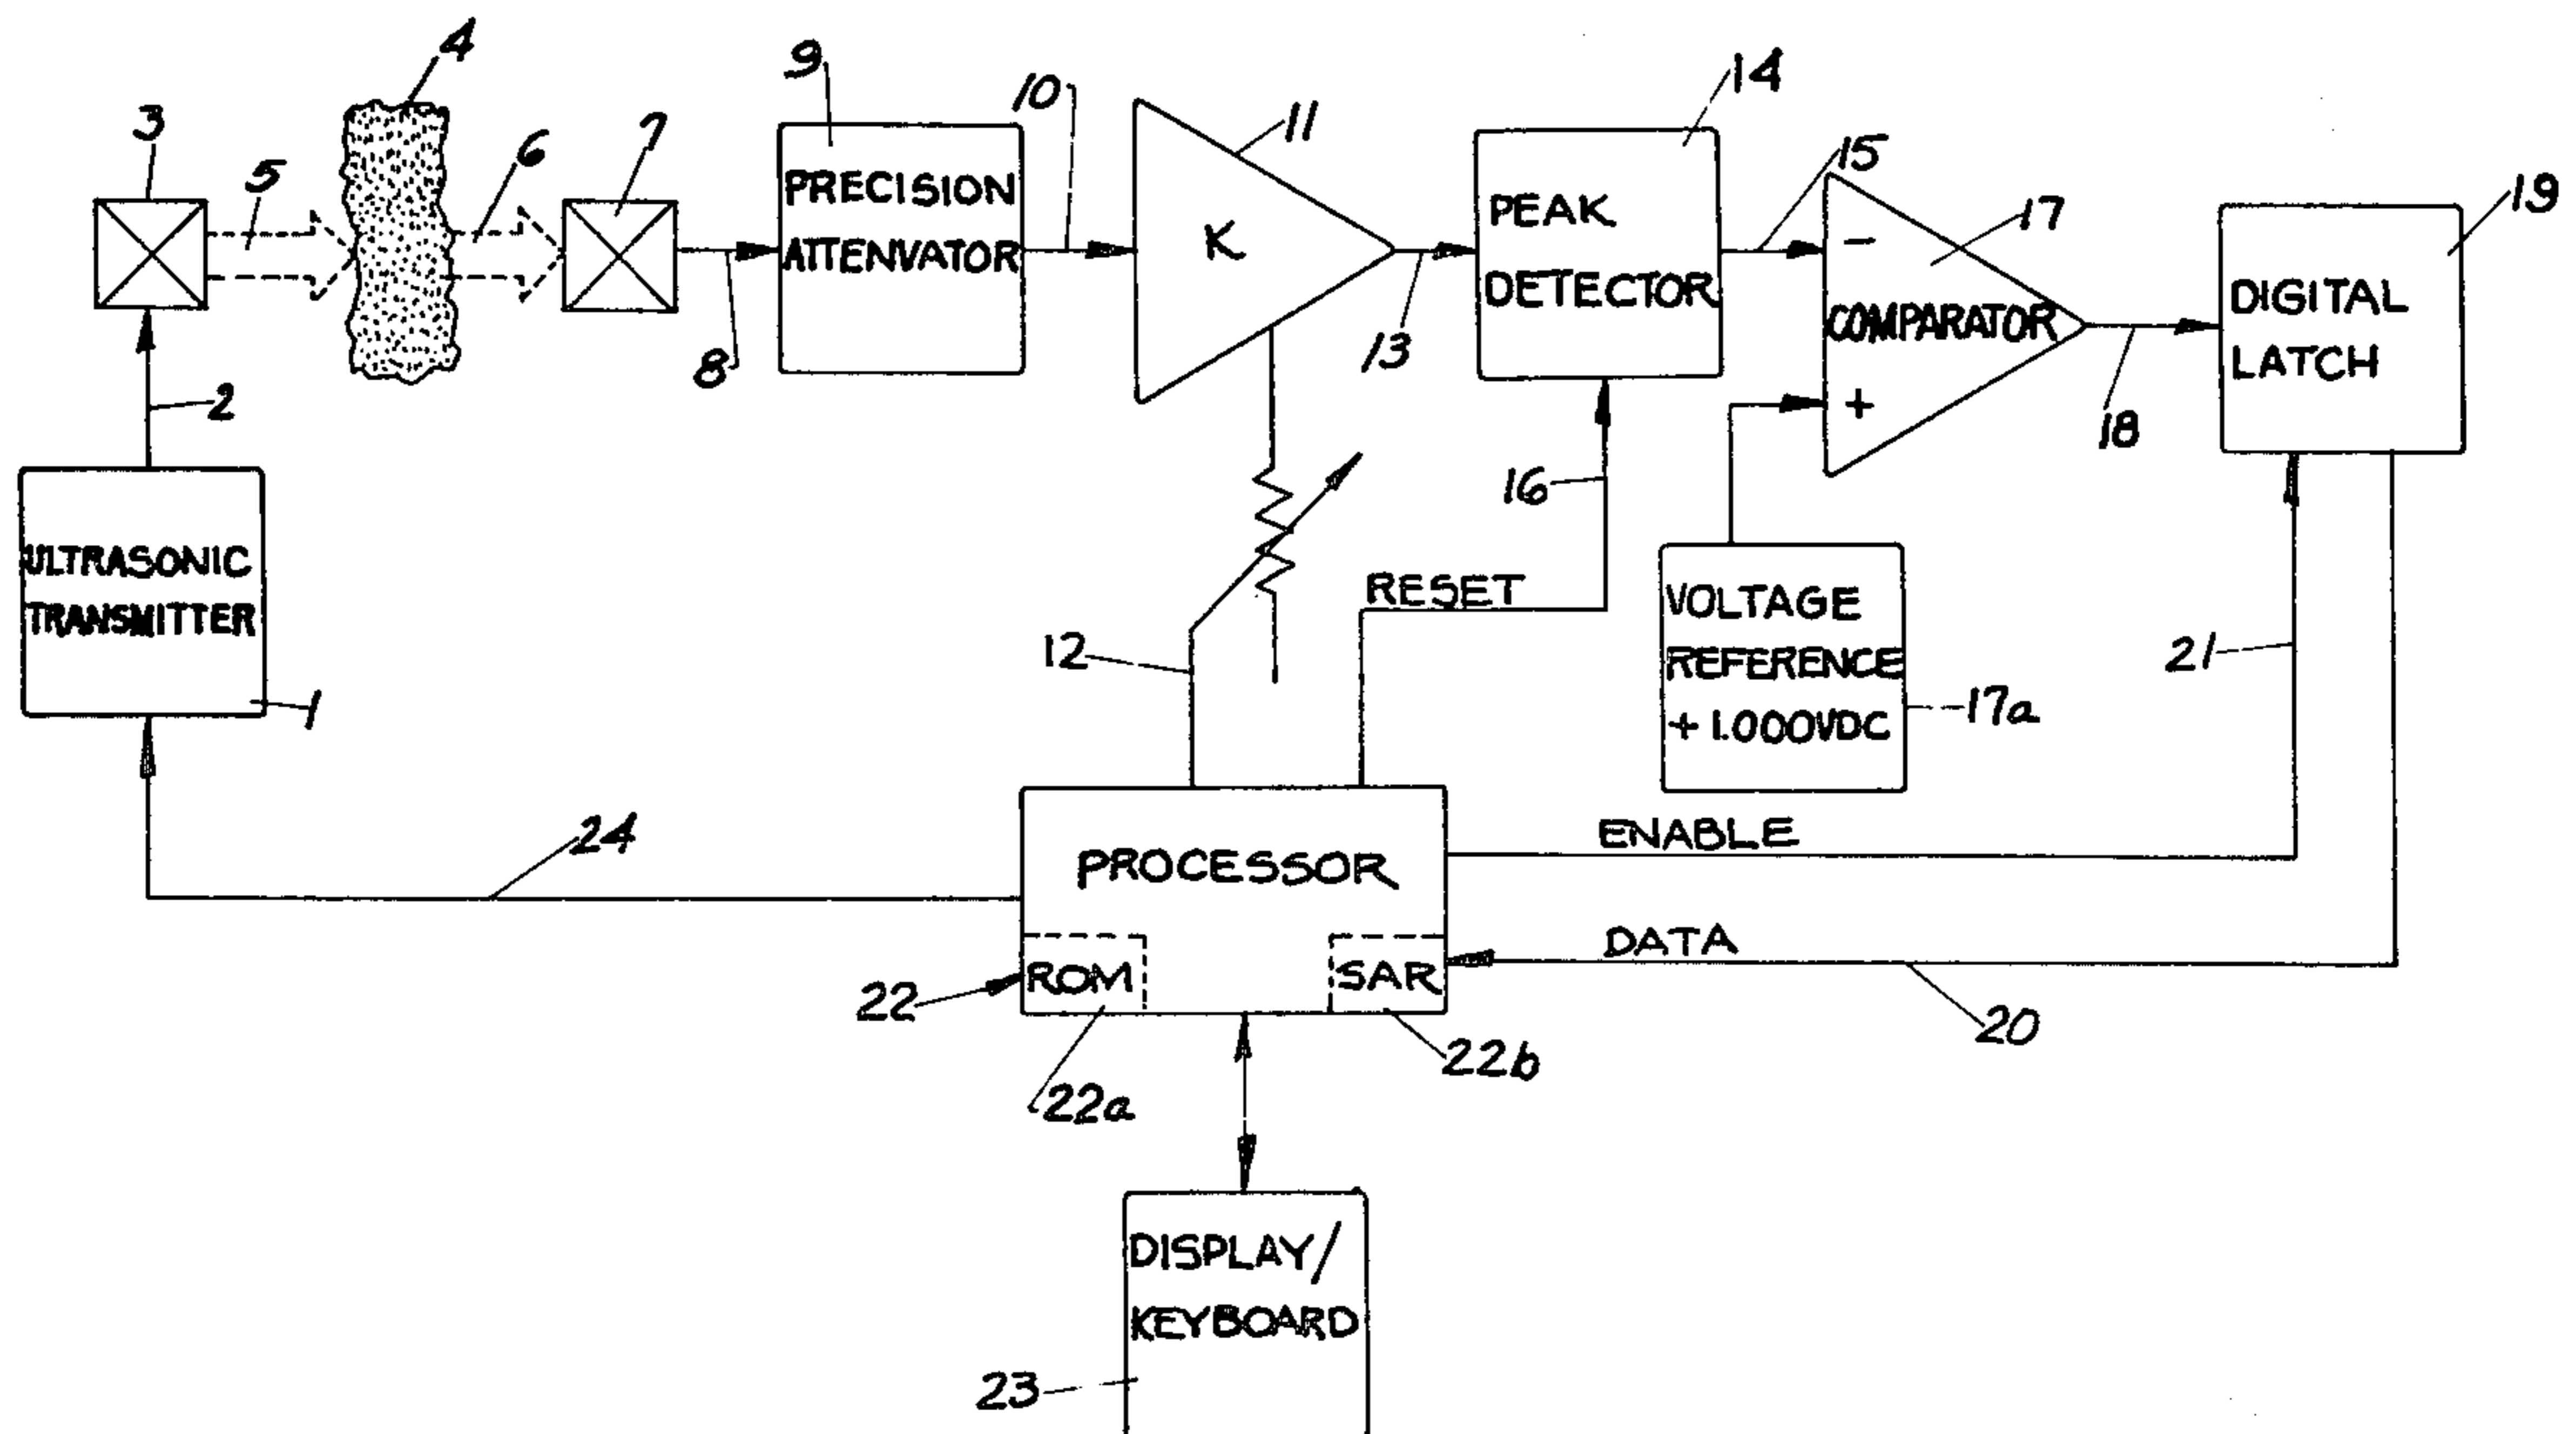 4
3
5
6
7
9
PRECISION
ATTENVATOR
8
10
11
K
13
14
PEAK
DETECTOR
15
17
-
COMPARATOR
+
18
19
DIGITAL
LATCH
2
ULTRASONIC
TRANSMITTER
1
12
RESET
16
VOLTAGE
REFERENCE
+ 1.000VDC
17a
21
24
PROCESSOR
ENABLE
DATA
20
22
ROM
SAR
22a
22b
DISPLAY/
KEYBOARD
23